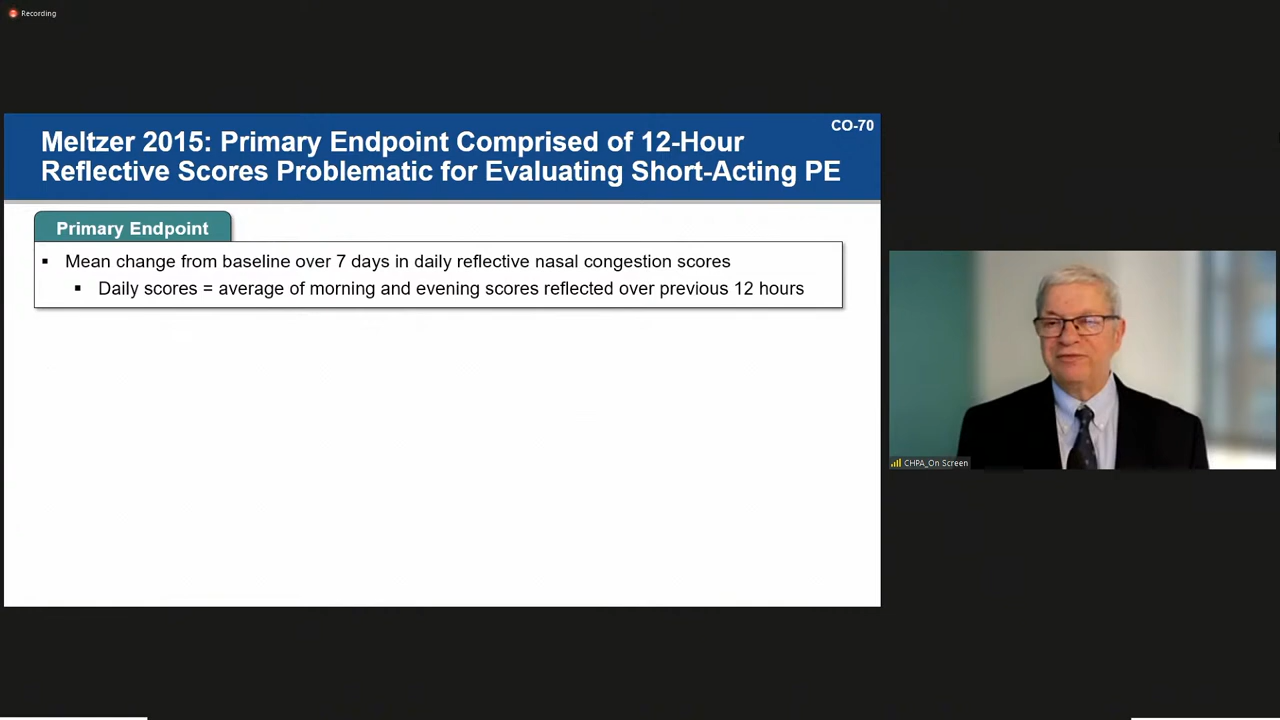 Recording
CO-70
Meltzer 2015: Primary Endpoint Comprised of 12-Hour
Reflective Scores Problematic for Evaluating Short-Acting PE
Primary Endpoint
▪ Mean change from baseline over 7 days in daily reflective nasal congestion scores
▪ Daily scores = average of morning and evening scores reflected over previous 12 hours
CHPA_On Screen